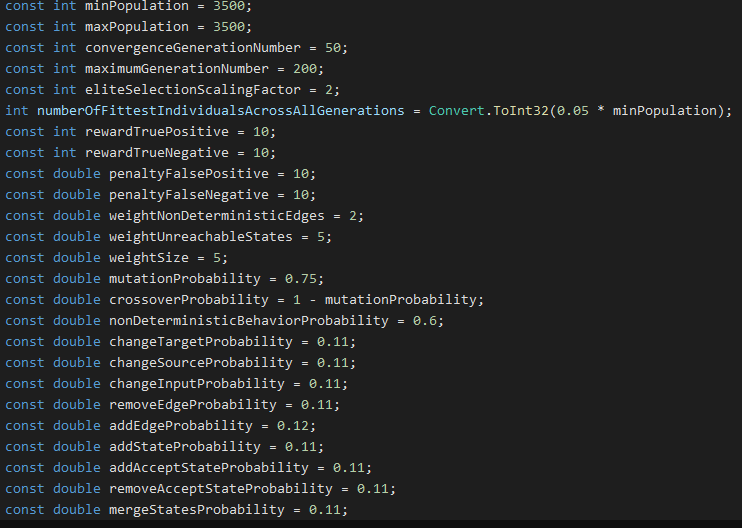 const int minPopulation = 3500;
const int maxPopulation = 3500;
const int convergenceGenerationNumber = 50;
const int maximumGenerationNumber = 200;
const int eliteSelectionScalingFactor = 2;
int numberOfFittestIndividualsAcrossAllGenerations = Convert.ToInt32(0.05 * minPopulation);
const int rewardTruePositive = 10;
const int rewardTrueNegative = 10;
const double penaltyFalsePositive = 10;
const double penaltyFalseNegative = 10;
const double weightNonDeterministicEdges = 2;
const double weightUnreachableStates = 5;
const double weightSize = 5;
const double mutationProbability = 0.75;
const double crossoverProbability = 1 - mutationProbability;
const double nonDeterministicBehaviorProbability = 0.6;
const double changeTargetProbability = 0.11;
const double changeSourceProbability = 0.11;
const double changeInputProbability = 0.11;
const double removeEdgeProbability = 0.11;
const double addEdgeProbability = 0.12;
const double addStateProbability = 0.11;
const double addAcceptStateProbability = 0.11;
const double removeAcceptStateProbability = 0.11;
const double mergeStatesProbability = 0.11;